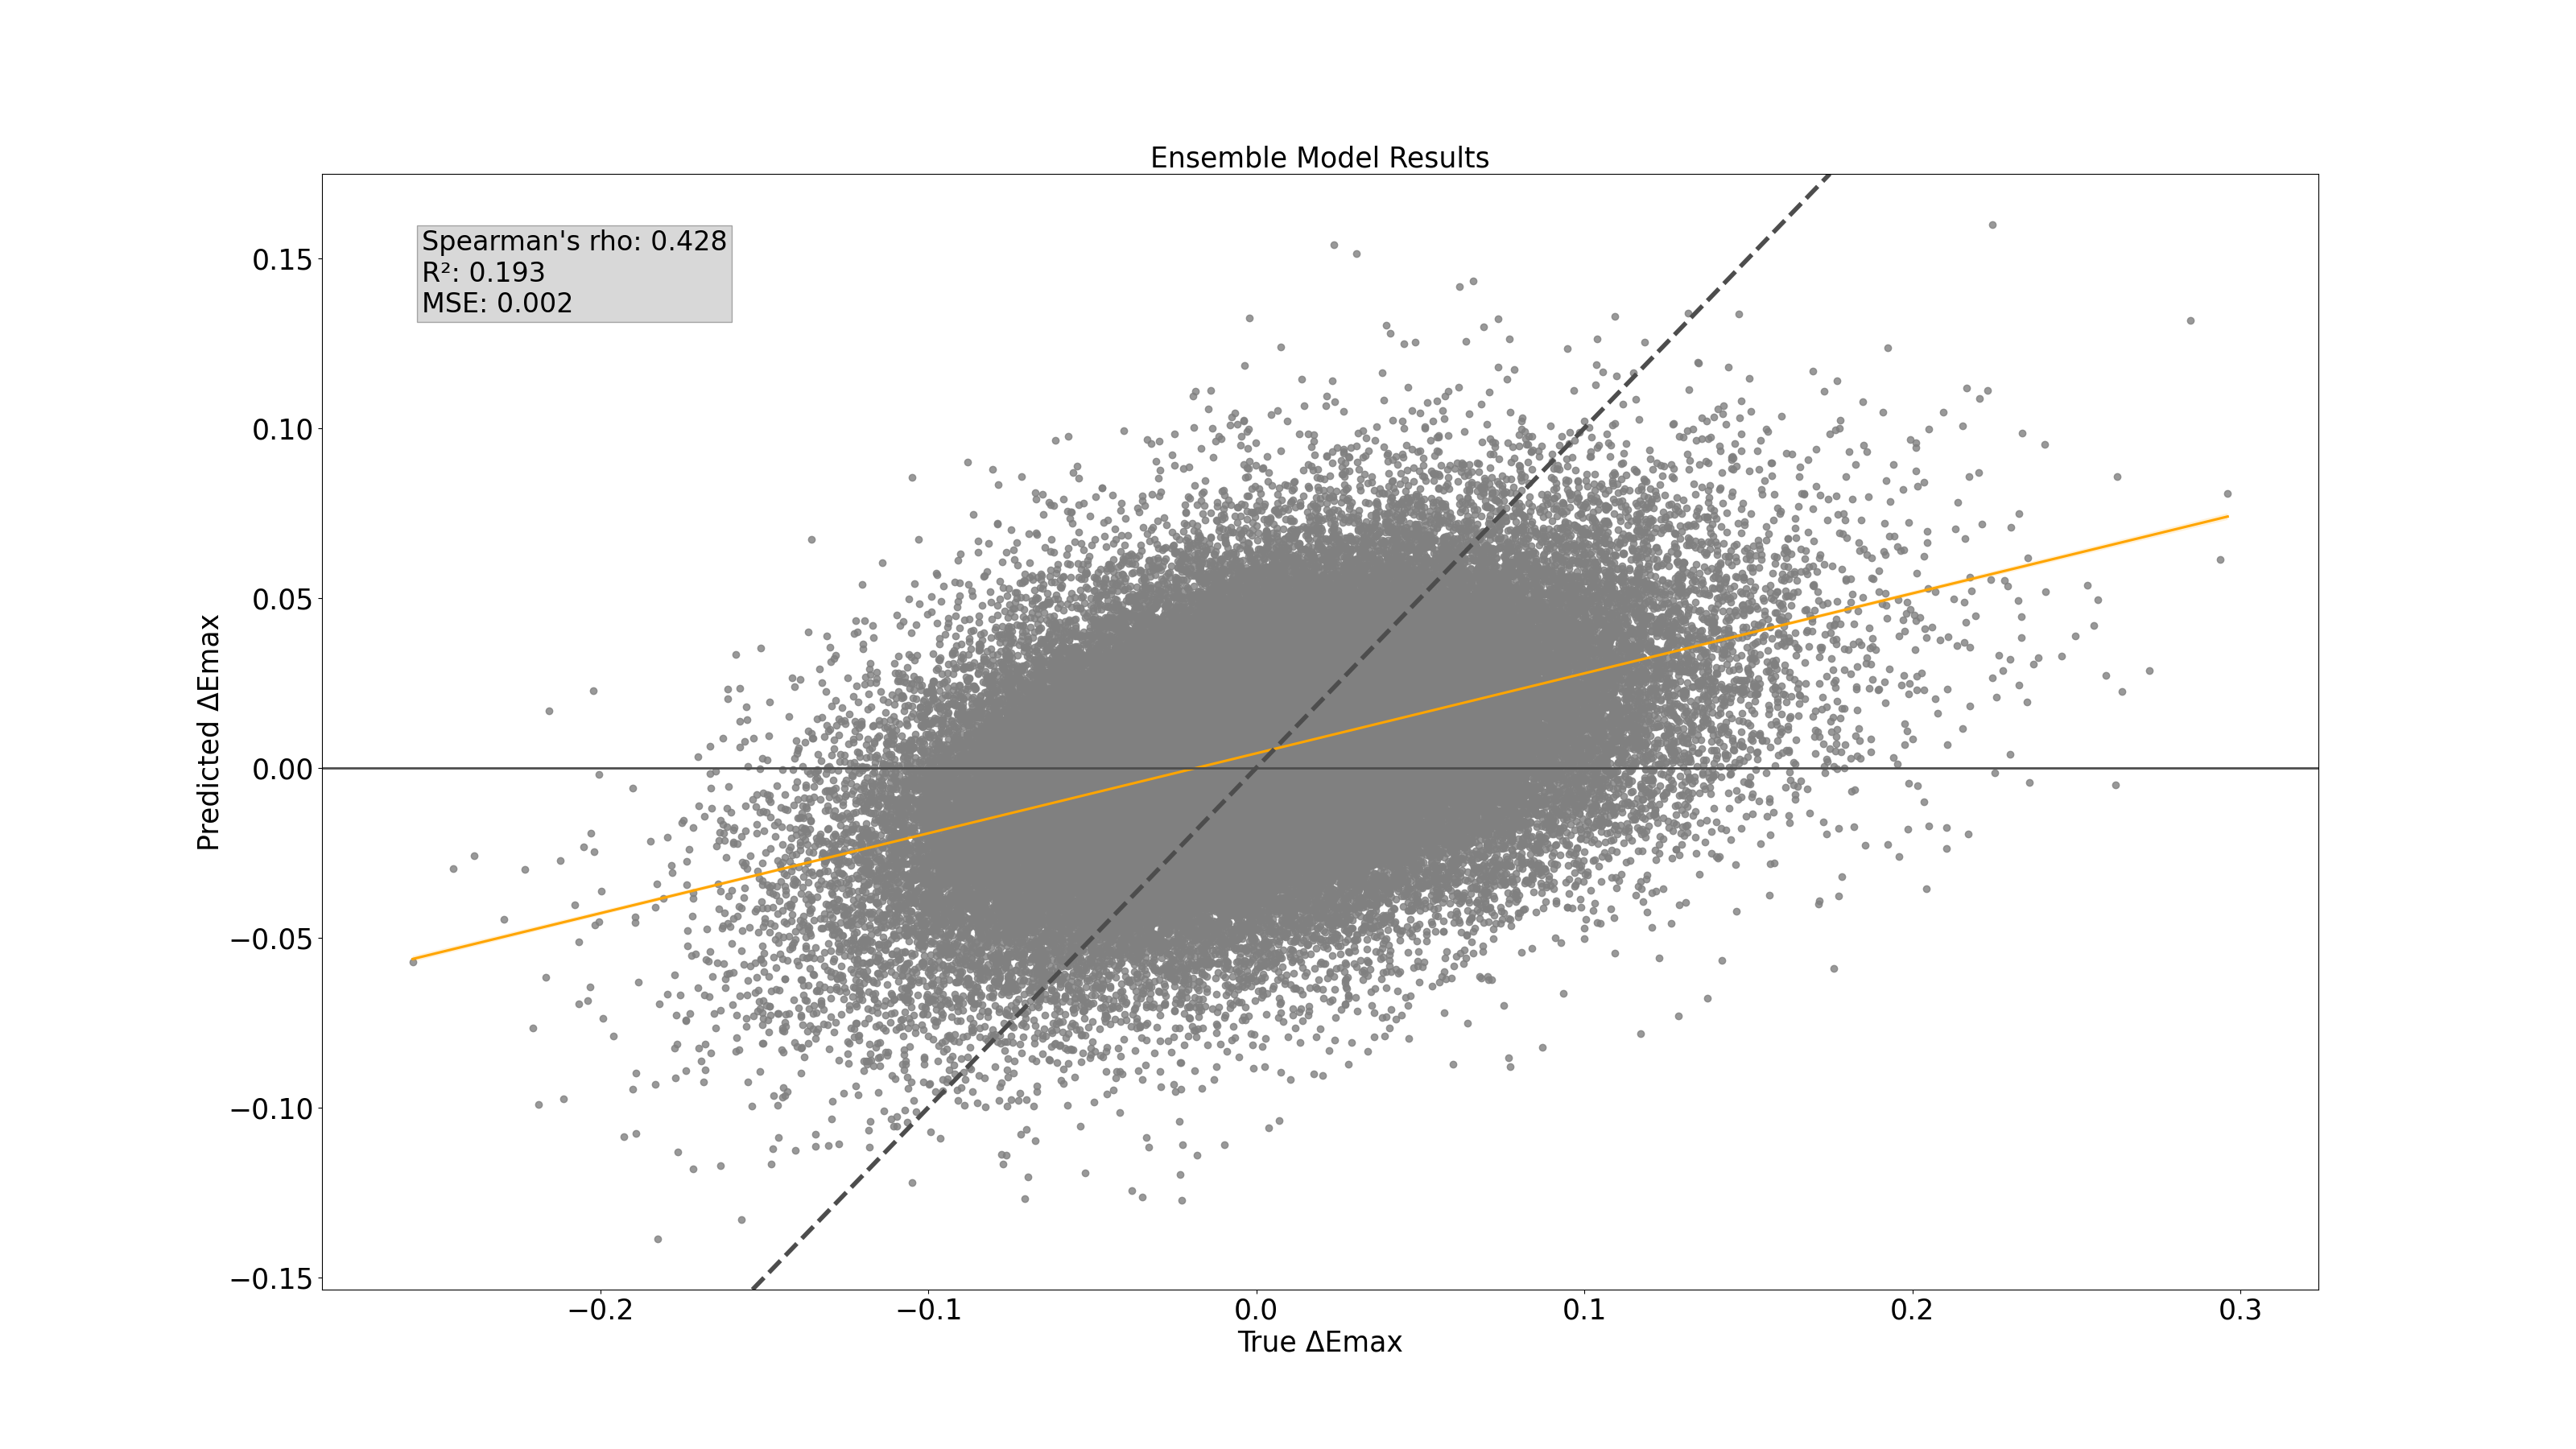 Ensemble Model Results
Spearman's rho: 0.428
R²: 0.193
MSE: 0.002
0.15
0.10
0.05
0.00
−0.05
−0.10
−0.15
Predicted ΔEmax
−0.2
−0.1
0.0
0.1
0.2
0.3
True ΔEmax